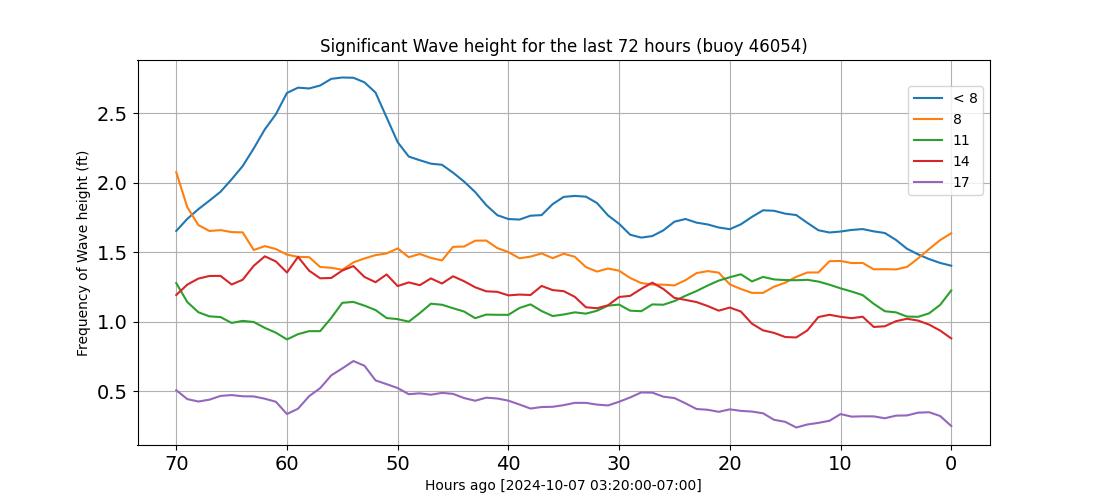 Significant Wave height for the last 72 hours (buoy 46054)
Frequency of Wave height (ft)
2.5
2.0
1.5
1.0
0.5
< 8
8
11
14
17
70 60 50 40 30 20 10 0
Hours ago [2024-10-07 03:20:00-07:00]